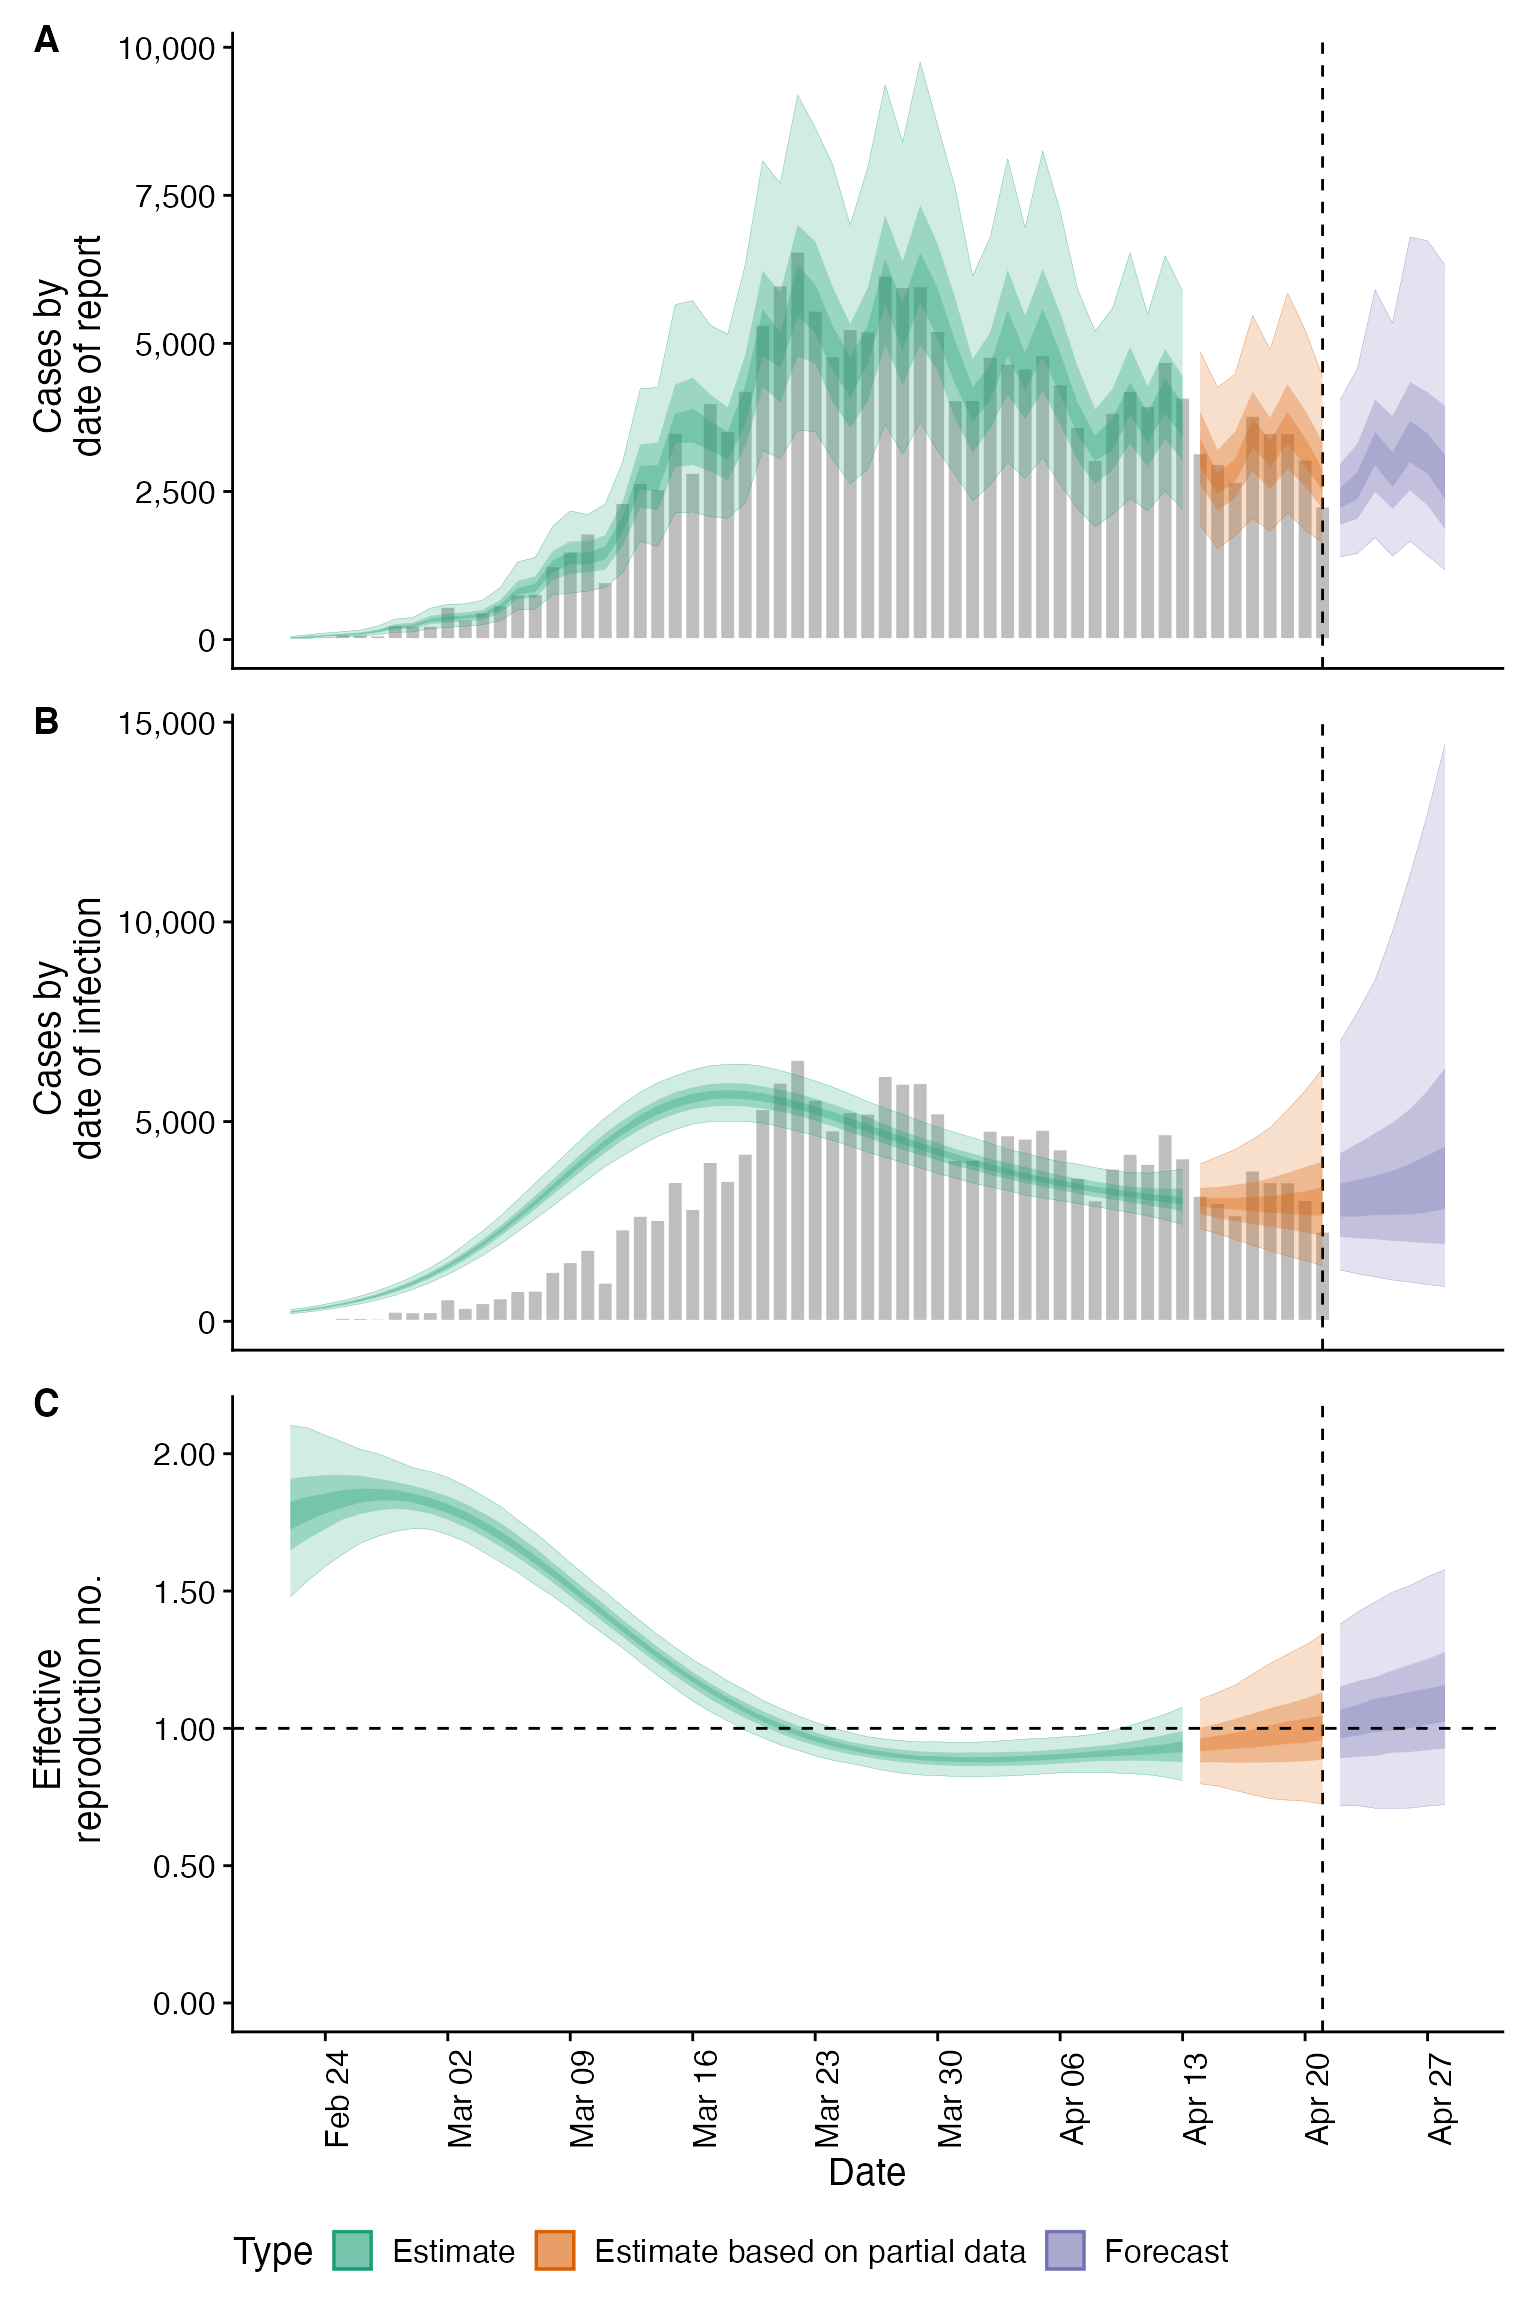 A
10,000
7,500
5,000
2,500
0
Cases by
date of report
B
15,000
10,000
5,000
0
Cases by
date of infection
C
2.00
1.50
1.00
0.50
0.00
Effective
reproduction no.
Feb 24
Mar 02
Mar 09
Mar 16
Mar 23
Mar 30
Apr 06
Apr 13
Apr 20
Apr 27
Date
Type Estimate Estimate based on partial data Forecast